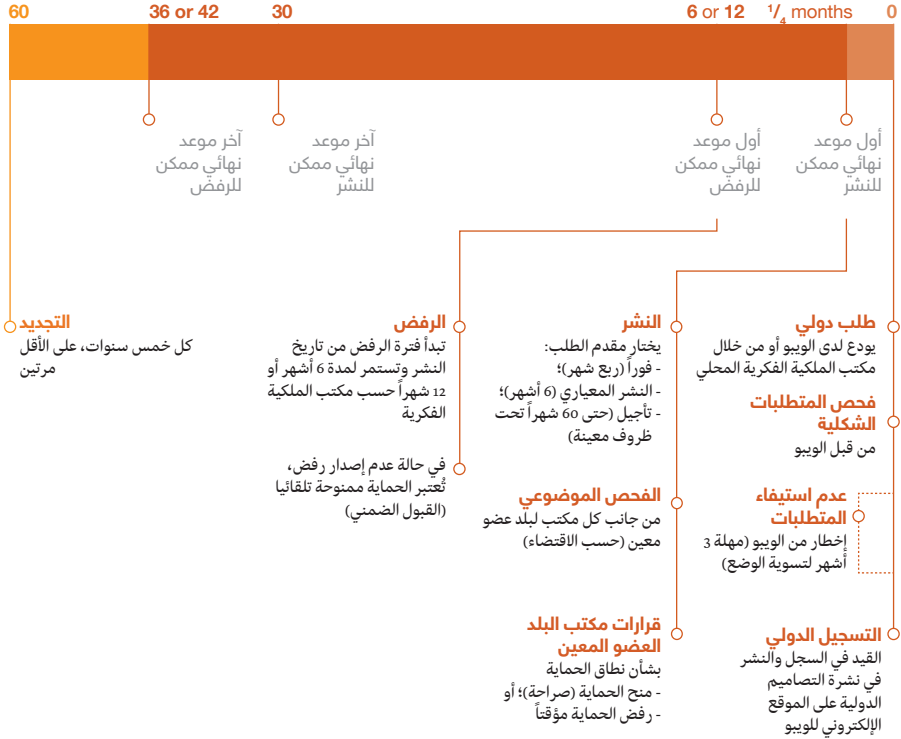 60
36 or 42
30
6 or 12
1/4 months
0
أول موعد
نهائي ممكن
للنشر
أول موعد
نهائي ممكن
للرفض
آخر موعد
نهائي ممكن
للنشر
آخر موعد
نهائي ممكن
للرفض
طلب دولي
يودع لدى الويبو أو من خلال
مكتب الملكية الفكرية المحلي
فحص المتطلبات
الشكلية
من قبل الويبو
عدم استيفاء
المتطلبات
إخطار من الويبو (مهلة 3
أشهر لتسوية الوضع)
التسجيل الدولي
القيد في السجل والنشر
في نشرة التصاميم
الدولية على الموقع
الإلكتروني للويبو
النشر
يختار مقدم الطلب:
- فوراً (ربع شهر)؛
- النشر المعياري (6 أشهر)؛
- تأجيل (حتى 60 شهراً تحت
ظروف معينة)
الفحص الموضوعي
من جانب كل مكتب لبلد عضو
معين (حسب الاقتضاء)
قرارات مكتب البلد
العضو المعين
بشأن نطاق الحماية
- منح الحماية (صراحة)؛ أو
- رفض الحماية مؤقتاً
الرفض
تبدأ فترة الرفض من تاريخ
النشر وتستمر لمدة 6 أشهر أو
12 شهراً حسب مكتب الملكية
الفكرية
في حالة عدم إصدار رفض،
تُعتبر الحماية ممنوحة تلقائيا
(القبول الضمني)
التجديد
كل خمس سنوات، على الأقل
مرتين